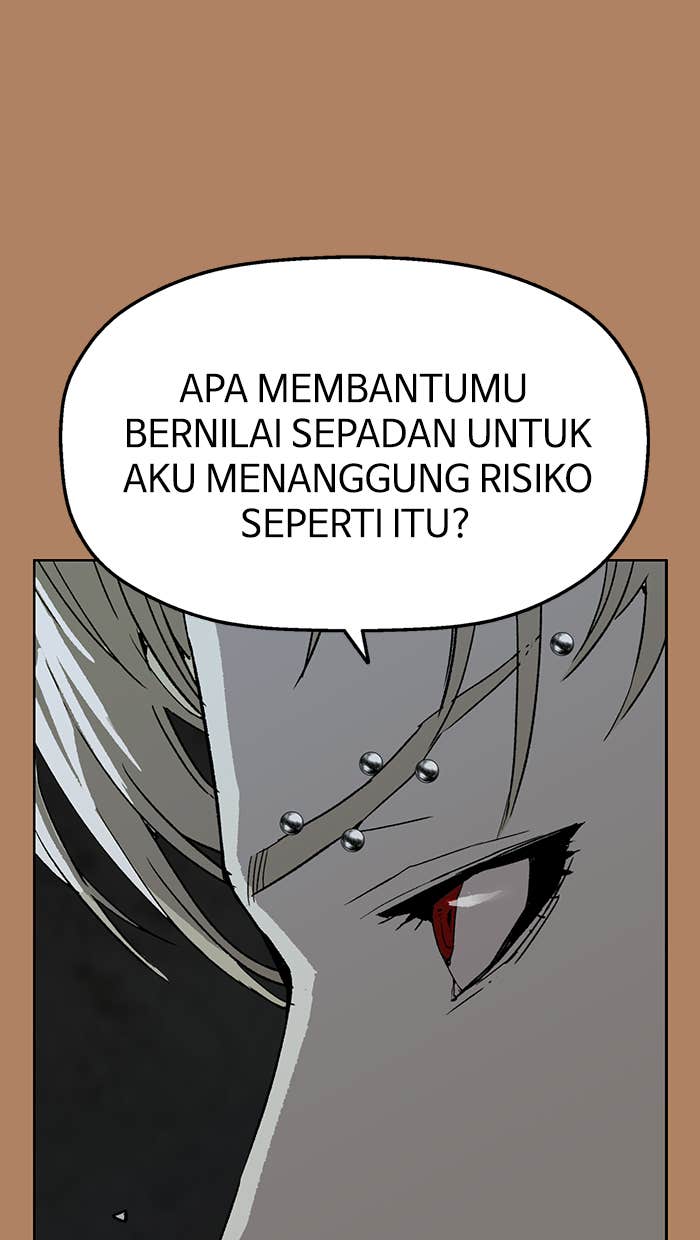 APA MEMBANTUMU
BERNILAI SEPADAN UNTUK
AKU MENANGGUNG RISIKO
SEPERTI ITU?